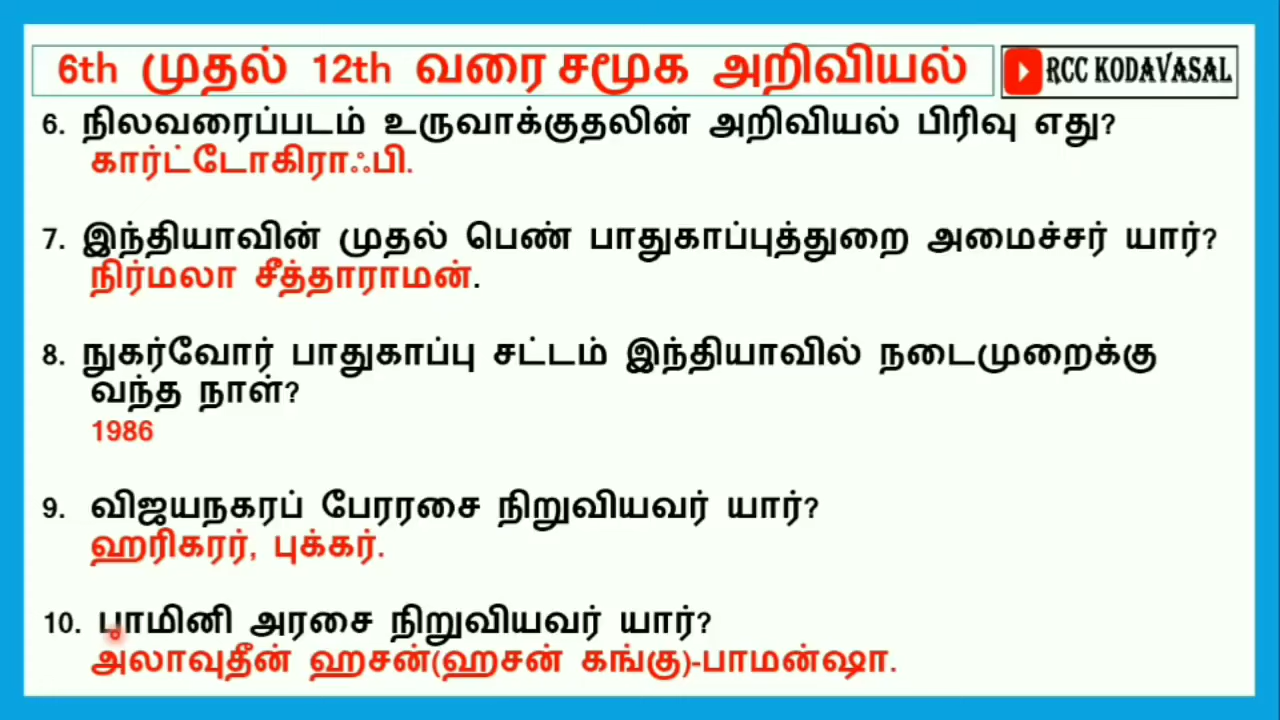 6th முதல் 12th வரை சமூக அறிவியல்
RCC KODAVASAL
6. நிலவரைப்படம் உருவாக்குதலின் அறிவியல் பிரிவு எது?
கார்ட்டோகிராஃபி.
7. இந்தியாவின் முதல் பெண் பாதுகாப்புத்துறை அமைச்சர் யார்?
நிர்மலா சீத்தாராமன்.
8. நுகர்வோர் பாதுகாப்பு சட்டம் இந்தியாவில் நடைமுறைக்கு
வந்த நாள்?
1986
9. விஜயநகரப் பேரரசை நிறுவியவர் யார்?
ஹரிகரர், புக்கர்.
10. பாமினி அரசை நிறுவியவர் யார்?
அலாவுதீன் ஹசன்(ஹசன் கங்கு)-பாமன்ஷா.